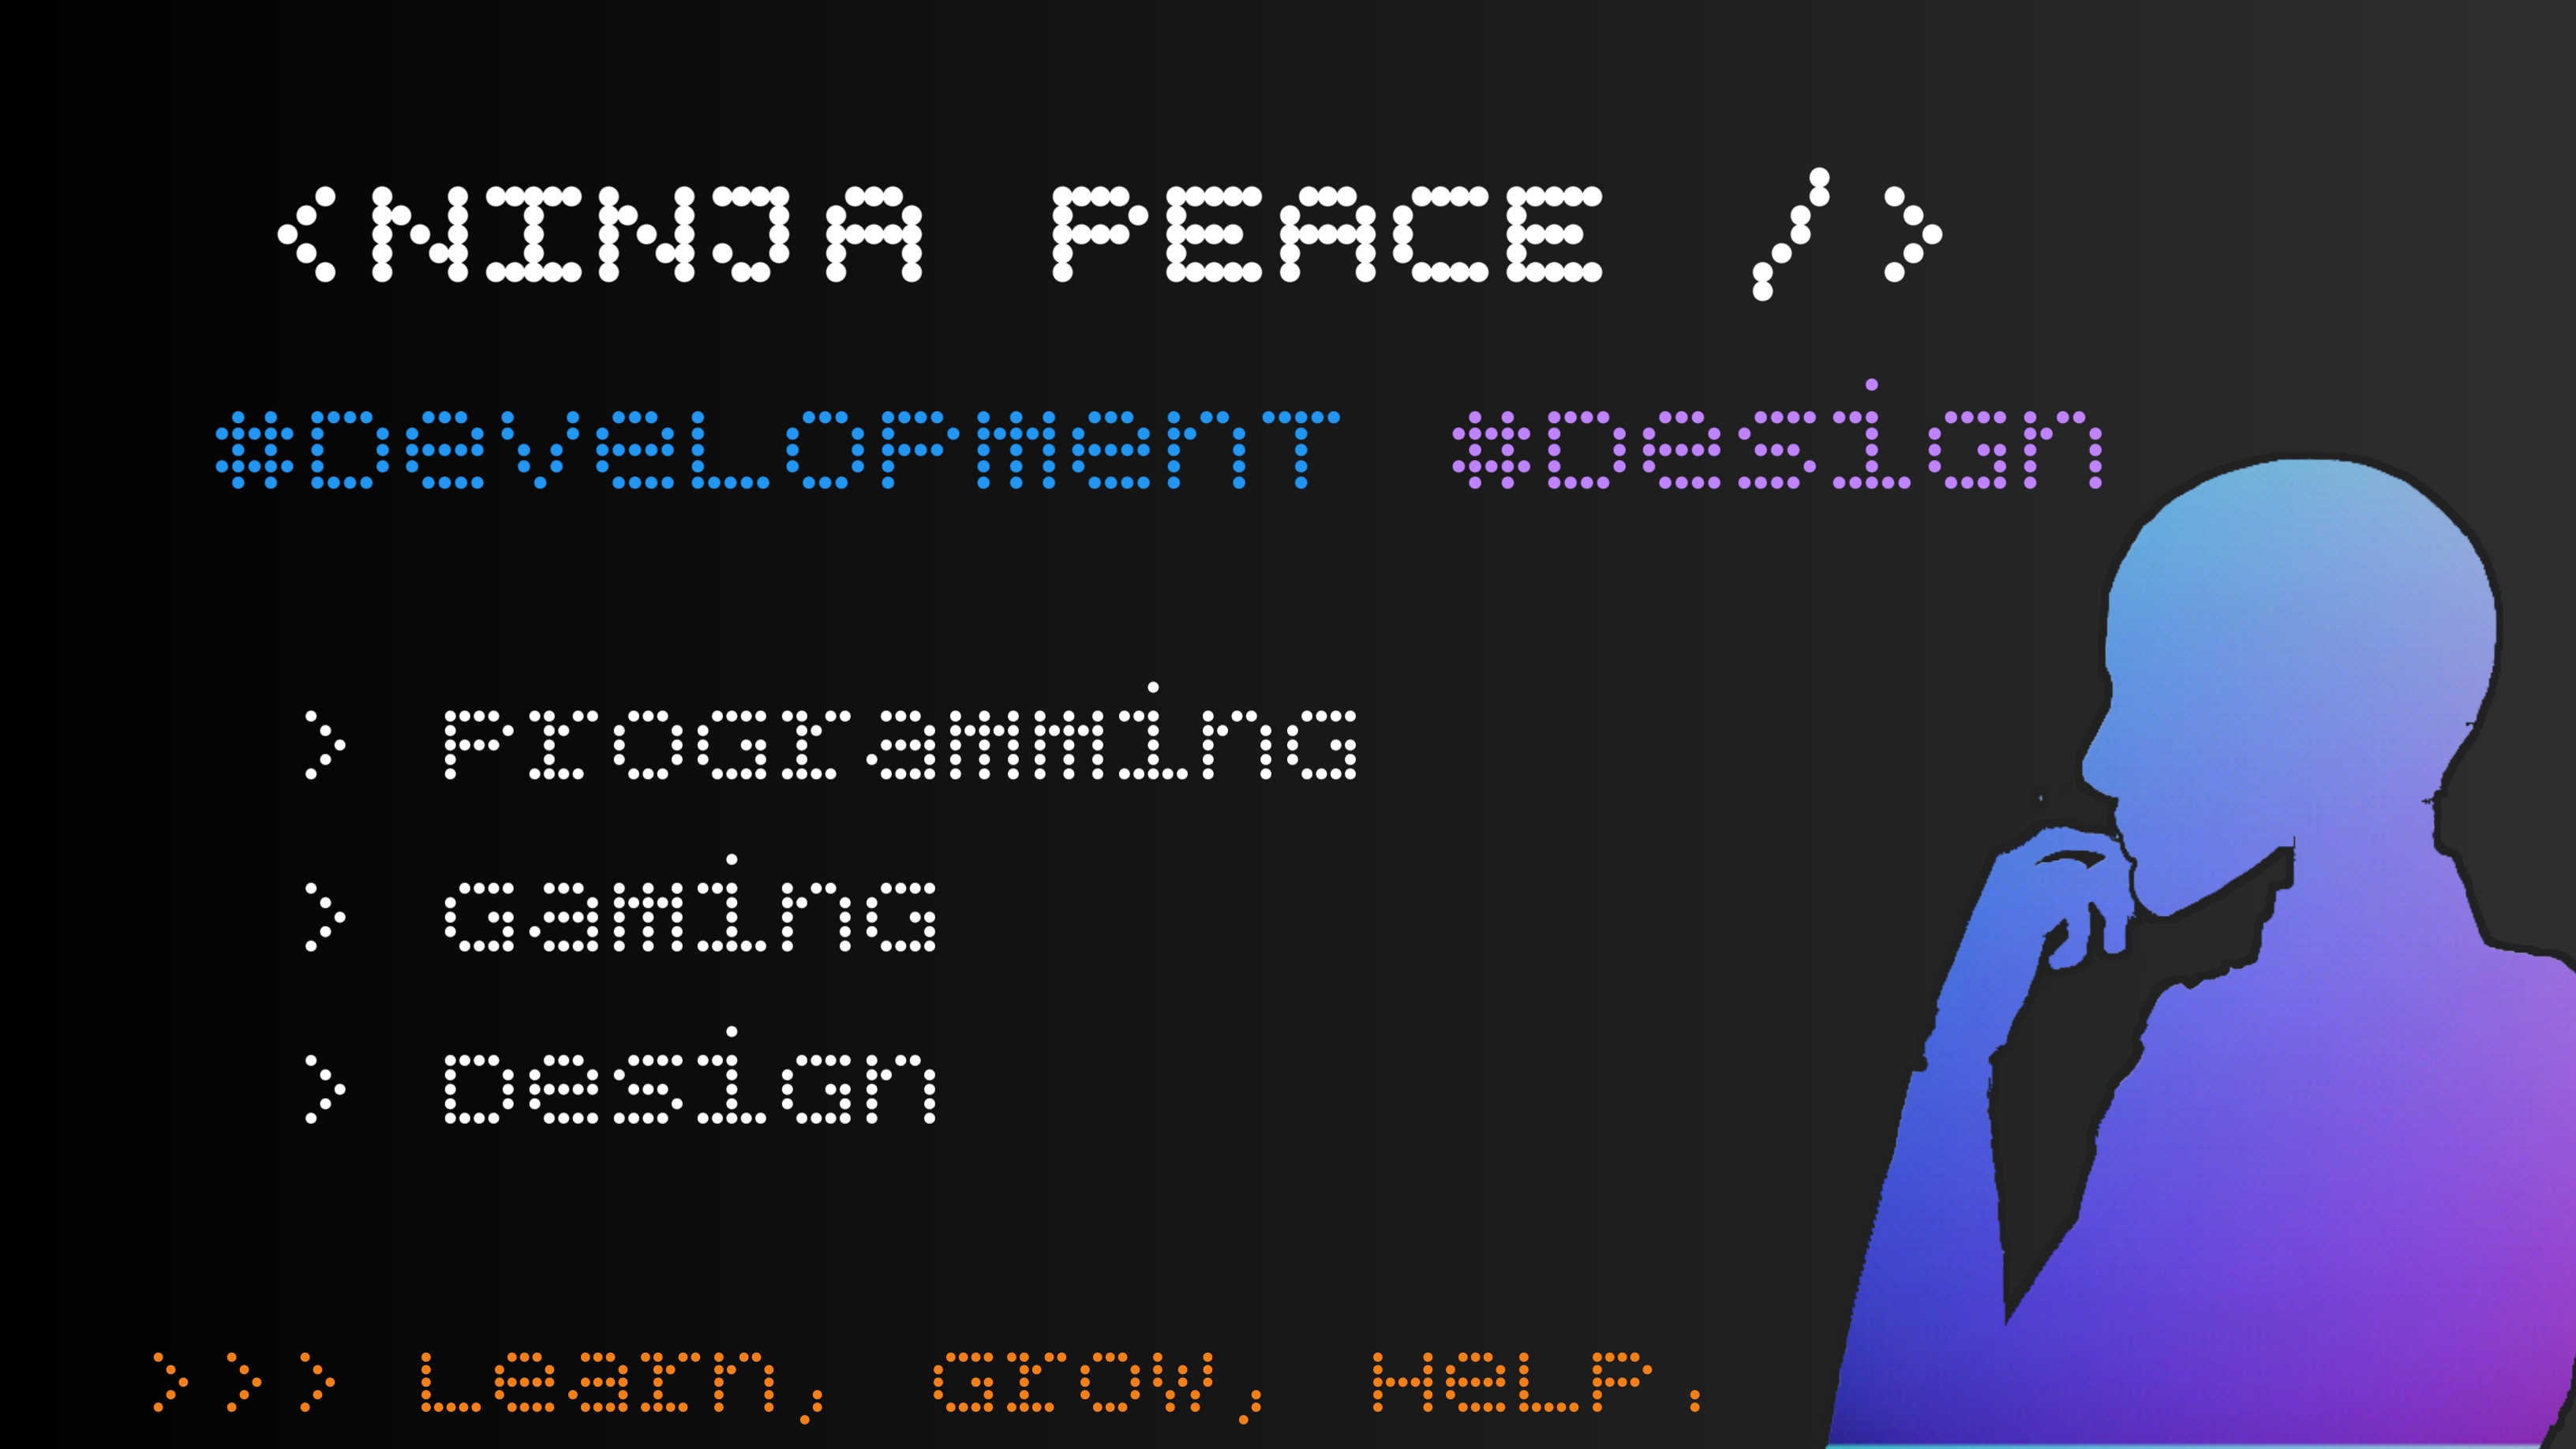 <NINJA PEACE />
#Development #Design
> Programming
> Gaming
> Design
>>> Learn, Grow, Help.